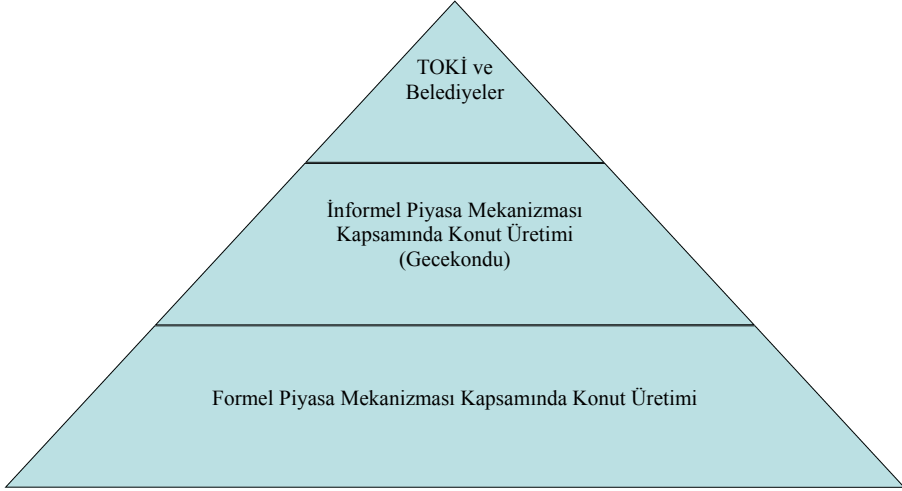 TOKİ ve
Belediyeler
İnformel Piyasa Mekanizması
Kapsamında Konut Üretimi
(Gecekondu)
Formel Piyasa Mekanizması Kapsamında Konut Üretimi